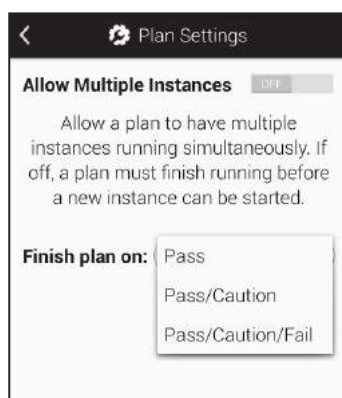 Plan Settings
Allow Multiple Instances OFF
Allow a plan to have multiple
instances running simultaneously. If
off, a plan must finish running before
a new instance can be started.
Finish plan on: Pass
Pass/Caution
Pass/Caution/Fail